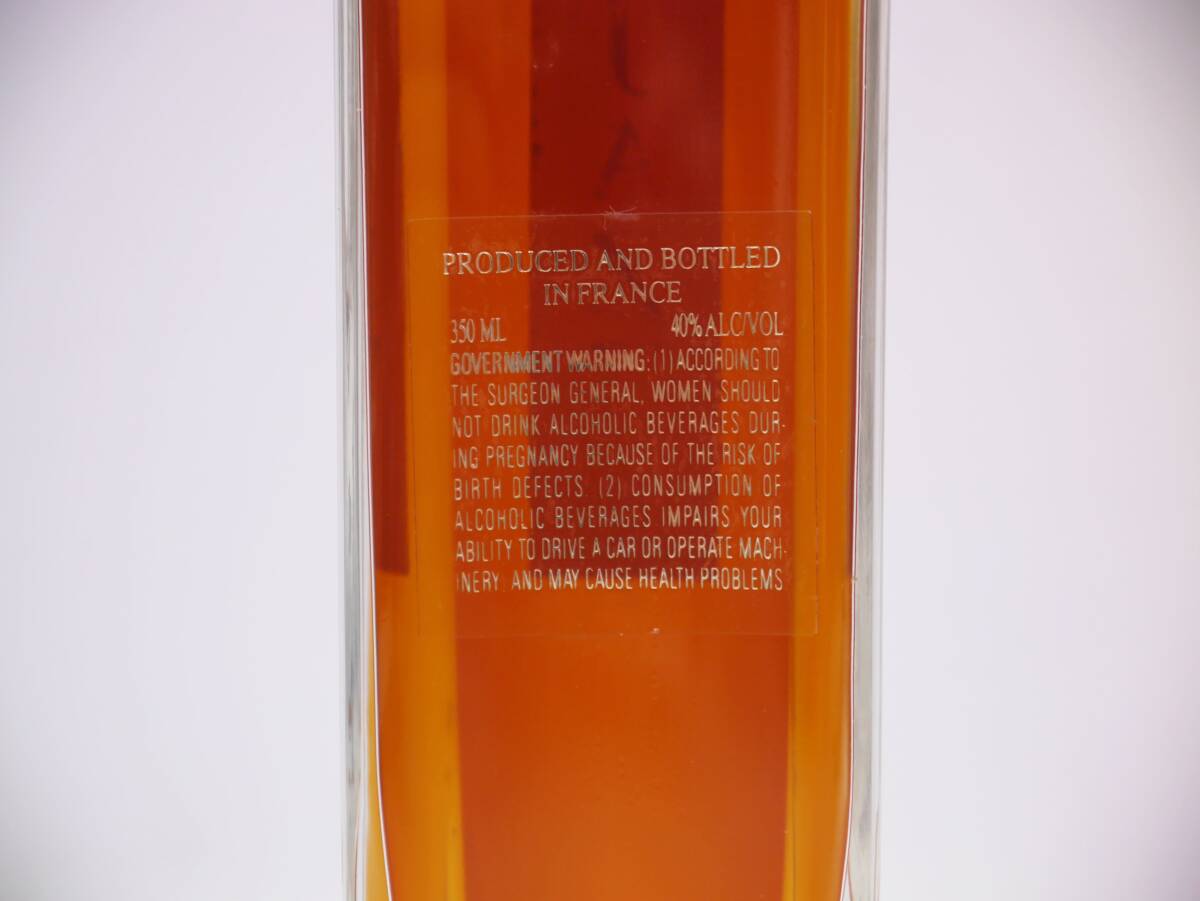 PRODUCED AND BOTTLED
IN FRANCE
350 ML 40% ALC/VOL
GOVERNMENT WARNING: (1) ACCORDING TO
THE SURGEON GENERAL, WOMEN SHOULD
NOT DRINK ALCOHOLIC BEVERAGES DUR-
ING PREGNANCY BECAUSE OF THE RISK OF
BIRTH DEFECTS. (2) CONSUMPTION OF
ALCOHOLIC BEVERAGES IMPAIRS YOUR
ABILITY TO DRIVE A CAR OR OPERATE MACH-
INERY, AND MAY CAUSE HEALTH PROBLEMS